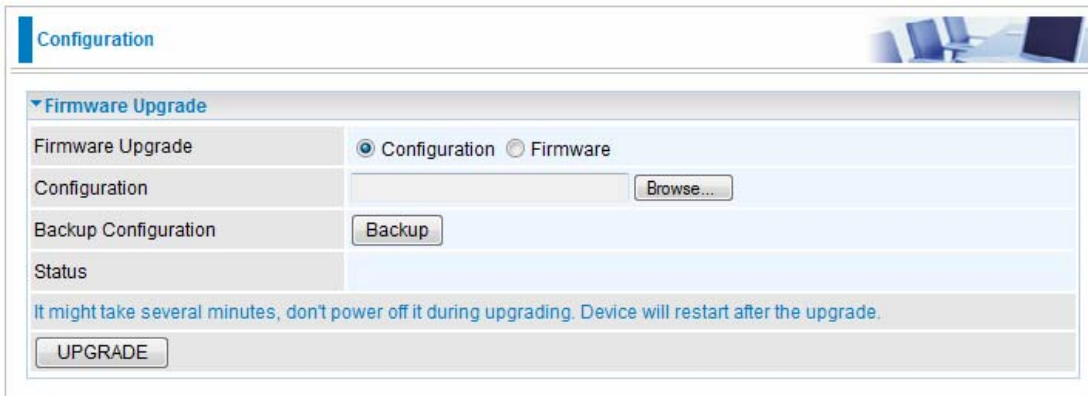 Configuration
Firmware Upgrade
Firmware Upgrade Configuration Firmware
Configuration Browse...
Backup Configuration Backup
Status
It might take several minutes, don't power off it during upgrading. Device will restart after the upgrade.
UPGRADE